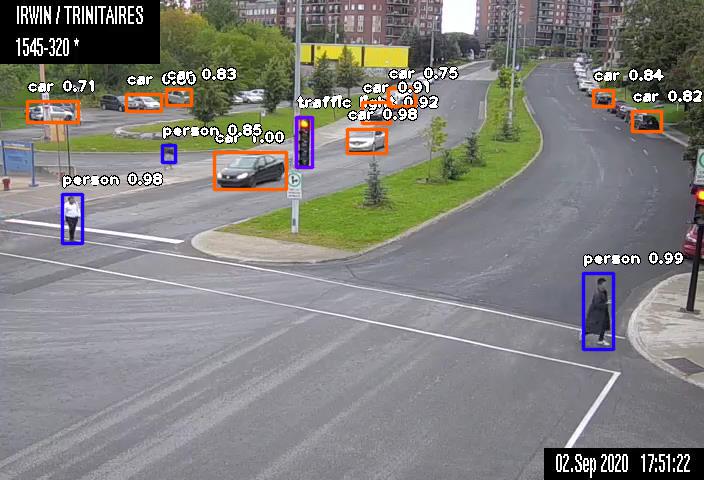 IRWIN / TRINITAIRES
1545-320 *
car 0.71
car 0.83
car 0.75
car 0.91
traffic light 0.92
car 0.98
car 0.84
car 0.82
person 0.85
car 1.00
person 0.98
person 0.99
02.Sep 2020 17:51:22